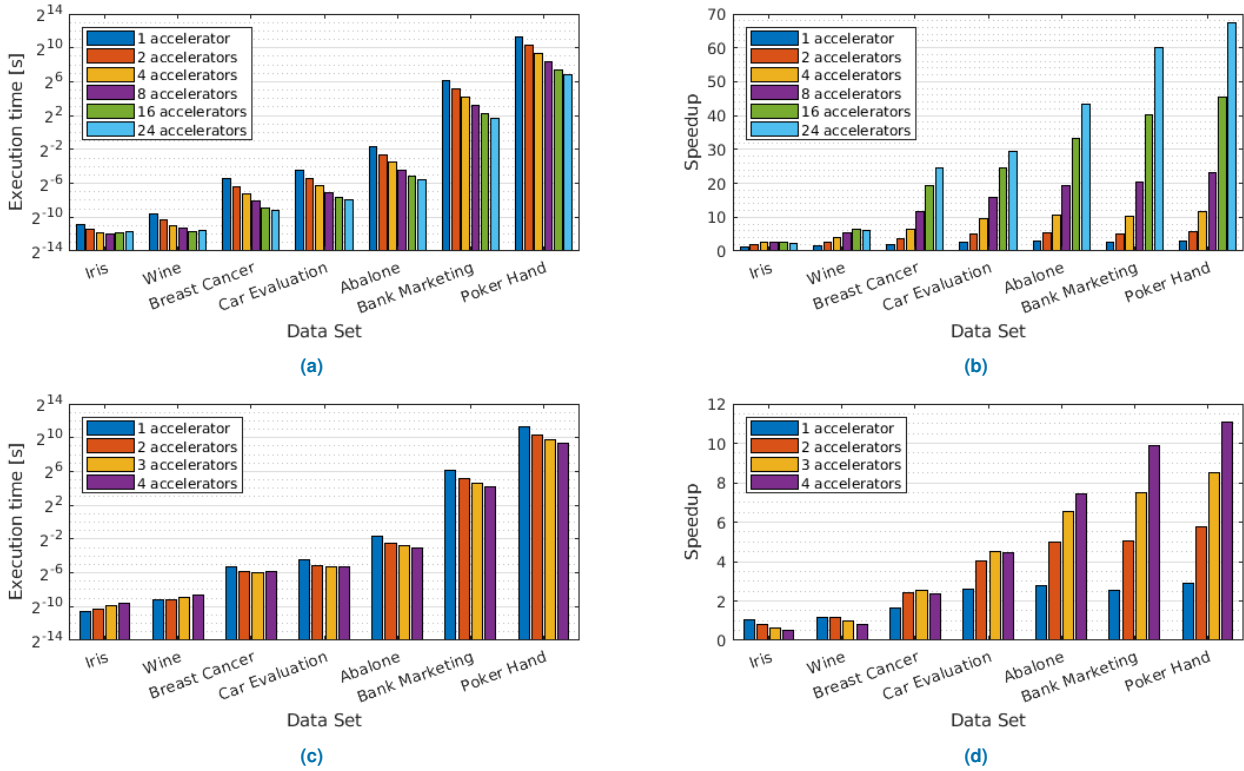 2^14
2^10
2^6
2^2
2^-2
2^-6
2^-10
2^-14
Execution time [s]
1 accelerator
2 accelerators
4 accelerators
8 accelerators
16 accelerators
24 accelerators
Iris
Wine
Breast Cancer
Car Evaluation
Abalone
Bank Marketing
Poker Hand
Data Set
(a)
70
60
50
40
30
20
10
0
Speedup
1 accelerator
2 accelerators
4 accelerators
8 accelerators
16 accelerators
24 accelerators
Iris
Wine
Breast Cancer
Car Evaluation
Abalone
Bank Marketing
Poker Hand
Data Set
(b)
2^14
2^10
2^6
2^2
2^-2
2^-6
2^-10
2^-14
Execution time [s]
1 accelerator
2 accelerators
3 accelerators
4 accelerators
Iris
Wine
Breast Cancer
Car Evaluation
Abalone
Bank Marketing
Poker Hand
Data Set
(c)
12
10
8
6
4
2
0
Speedup
1 accelerator
2 accelerators
3 accelerators
4 accelerators
Iris
Wine
Breast Cancer
Car Evaluation
Abalone
Bank Marketing
Poker Hand
Data Set
(d)